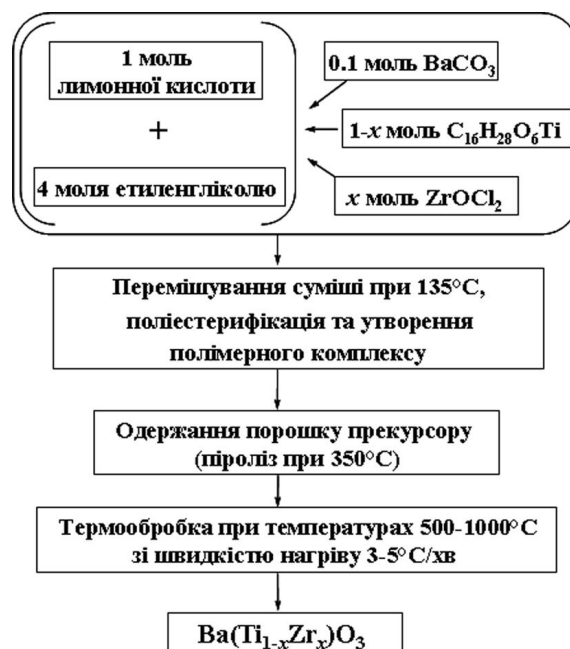 1 моль
лимонної кислоти
+
4 моля етиленгліколю
0.1 моль BaCO₃
1-x моль C₁₆H₂₈O₆Ti
x моль ZrOCl₂
Перемішування суміші при 135°C,
поліестерифікація та утворення
полімерного комплексу
Одержання порошку прекурсору
(піроліз при 350°C)
Термообробка при температурах 500-1000°C
зі швидкістю нагріву 3-5°C/хв
Ba(Ti₁₋ₓZrₓ)O₃